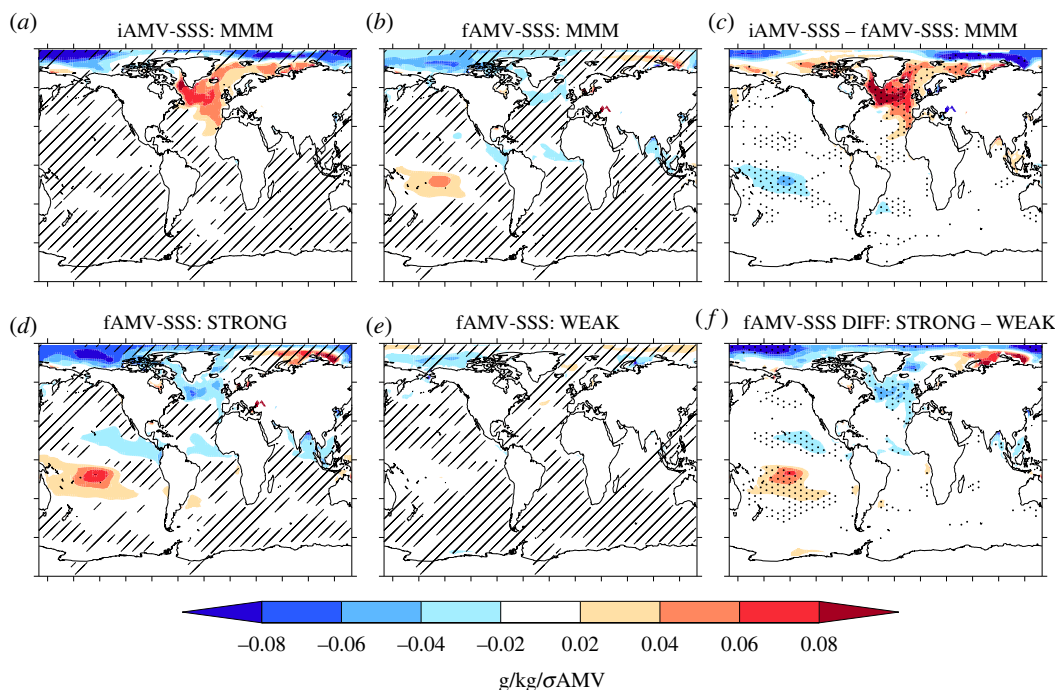 (a) iAMV-SSS: MMM
(b) fAMV-SSS: MMM
(c) iAMV-SSS – fAMV-SSS: MMM
(d) fAMV-SSS: STRONG
(e) fAMV-SSS: WEAK
(f) fAMV-SSS DIFF: STRONG – WEAK
–0.08 –0.06 –0.04 –0.02 0.02 0.04 0.06 0.08
g/kg/σAMV